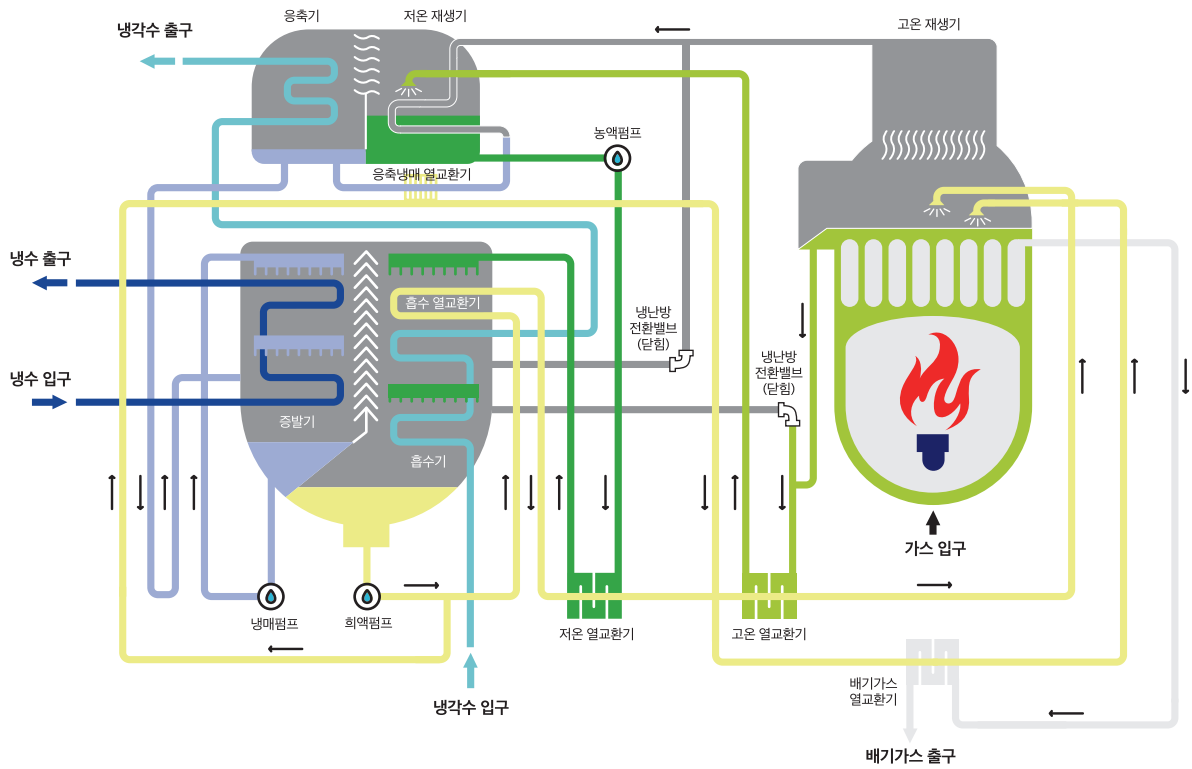 응축기
저온 재생기
고온 재생기
냉각수 출구
농액펌프
응축냉매 열교환기
냉수 출구
흡수 열교환기
냉난방
전환밸브
(닫힘)
냉난방
전환밸브
(닫힘)
냉수 입구
증발기
흡수기
가스 입구
냉매펌프
희액펌프
저온 열교환기
고온 열교환기
배기가스
열교환기
냉각수 입구
배기가스 출구